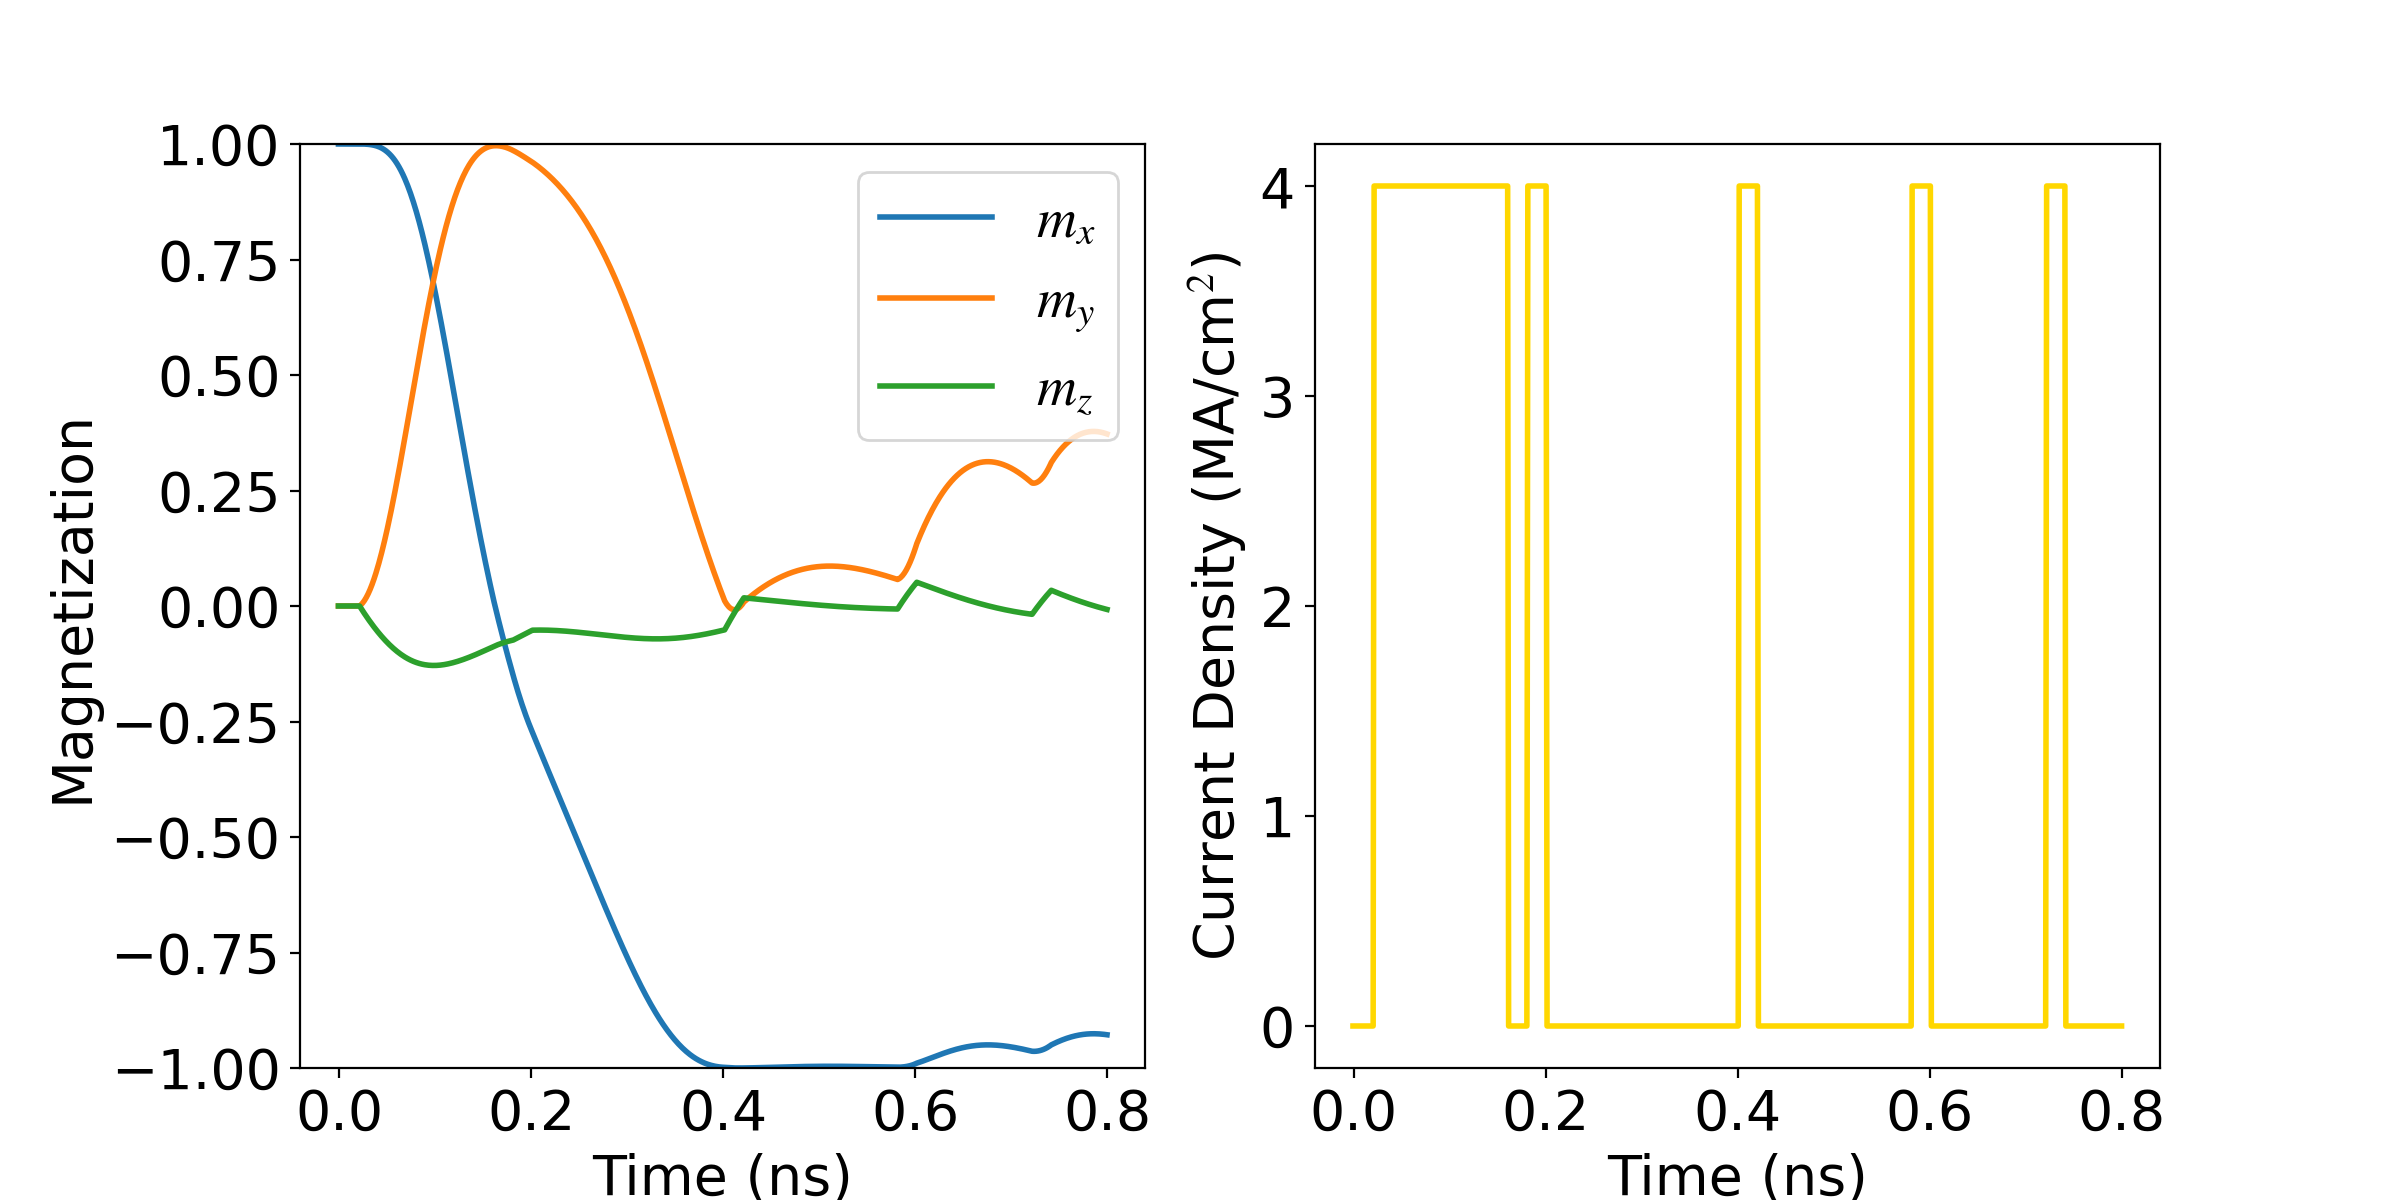 1.00
0.75
0.50
0.25
0.00
−0.25
−0.50
−0.75
−1.00
Magnetization
0.0 0.2 0.4 0.6 0.8
Time (ns)
m_x
m_y
m_z
4
3
2
1
0
Current Density (MA/cm²)
0.0 0.2 0.4 0.6 0.8
Time (ns)